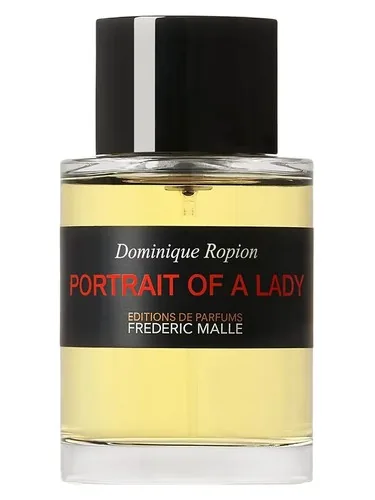 Dominique Ropion
PORTRAIT OF A LADY
EDITIONS DE PARFUMS
FREDERIC MALLE